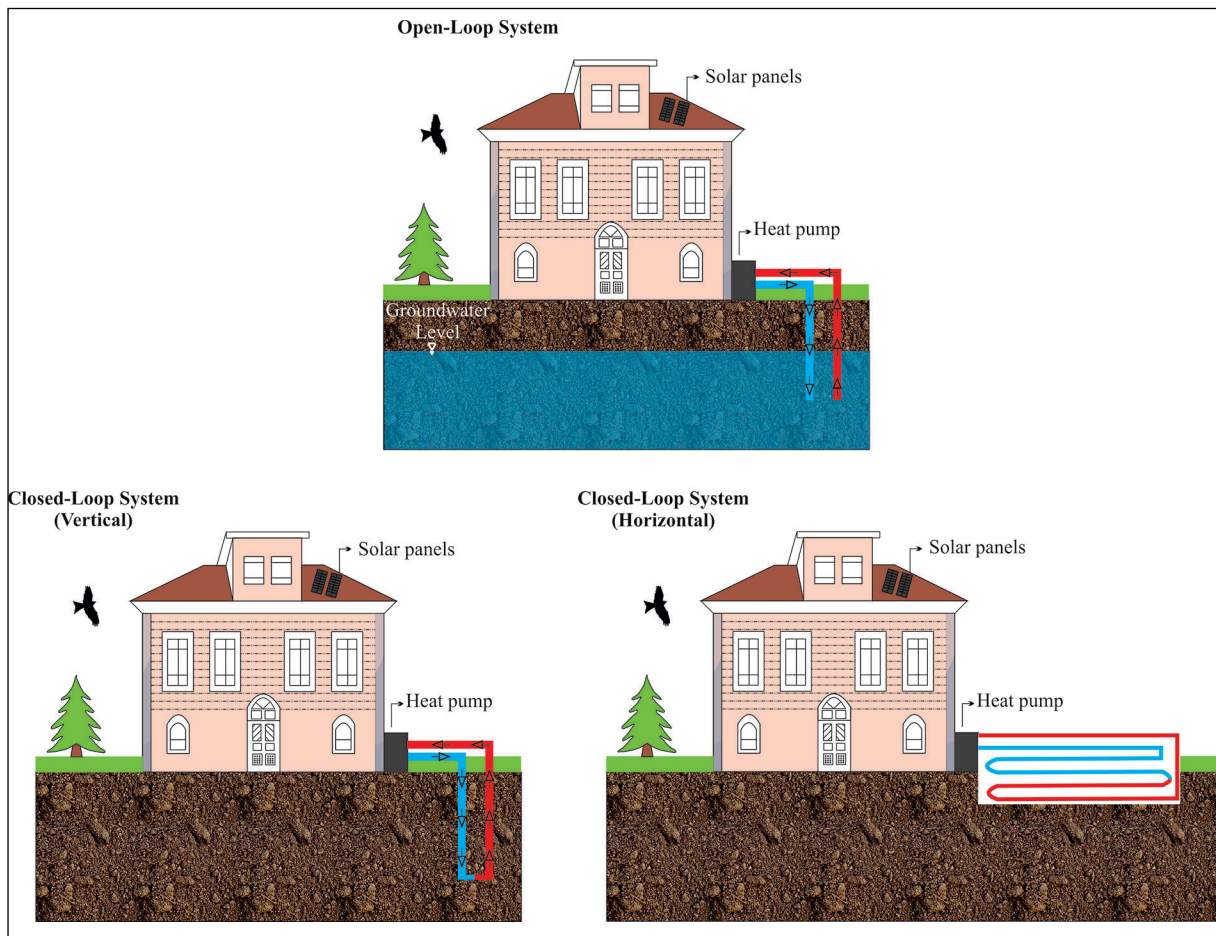 Open-Loop System
Solar panels
Heat pump
Groundwater
Level
Closed-Loop System
(Vertical)
Solar panels
Heat pump
Closed-Loop System
(Horizontal)
Solar panels
Heat pump